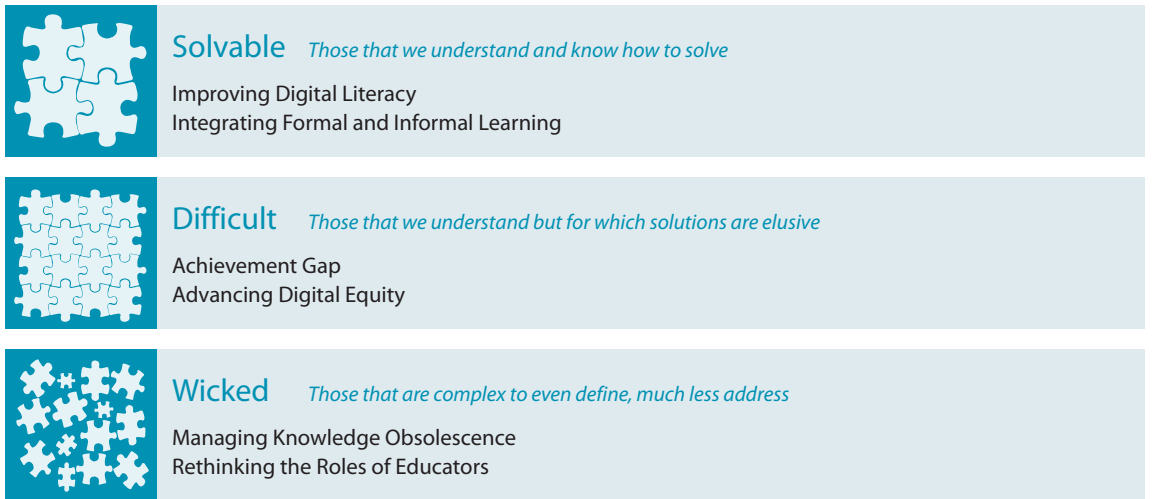 Solvable Those that we understand and know how to solve
Improving Digital Literacy
Integrating Formal and Informal Learning
Difficult Those that we understand but for which solutions are elusive
Achievement Gap
Advancing Digital Equity
Wicked Those that are complex to even define, much less address
Managing Knowledge Obsolescence
Rethinking the Roles of Educators